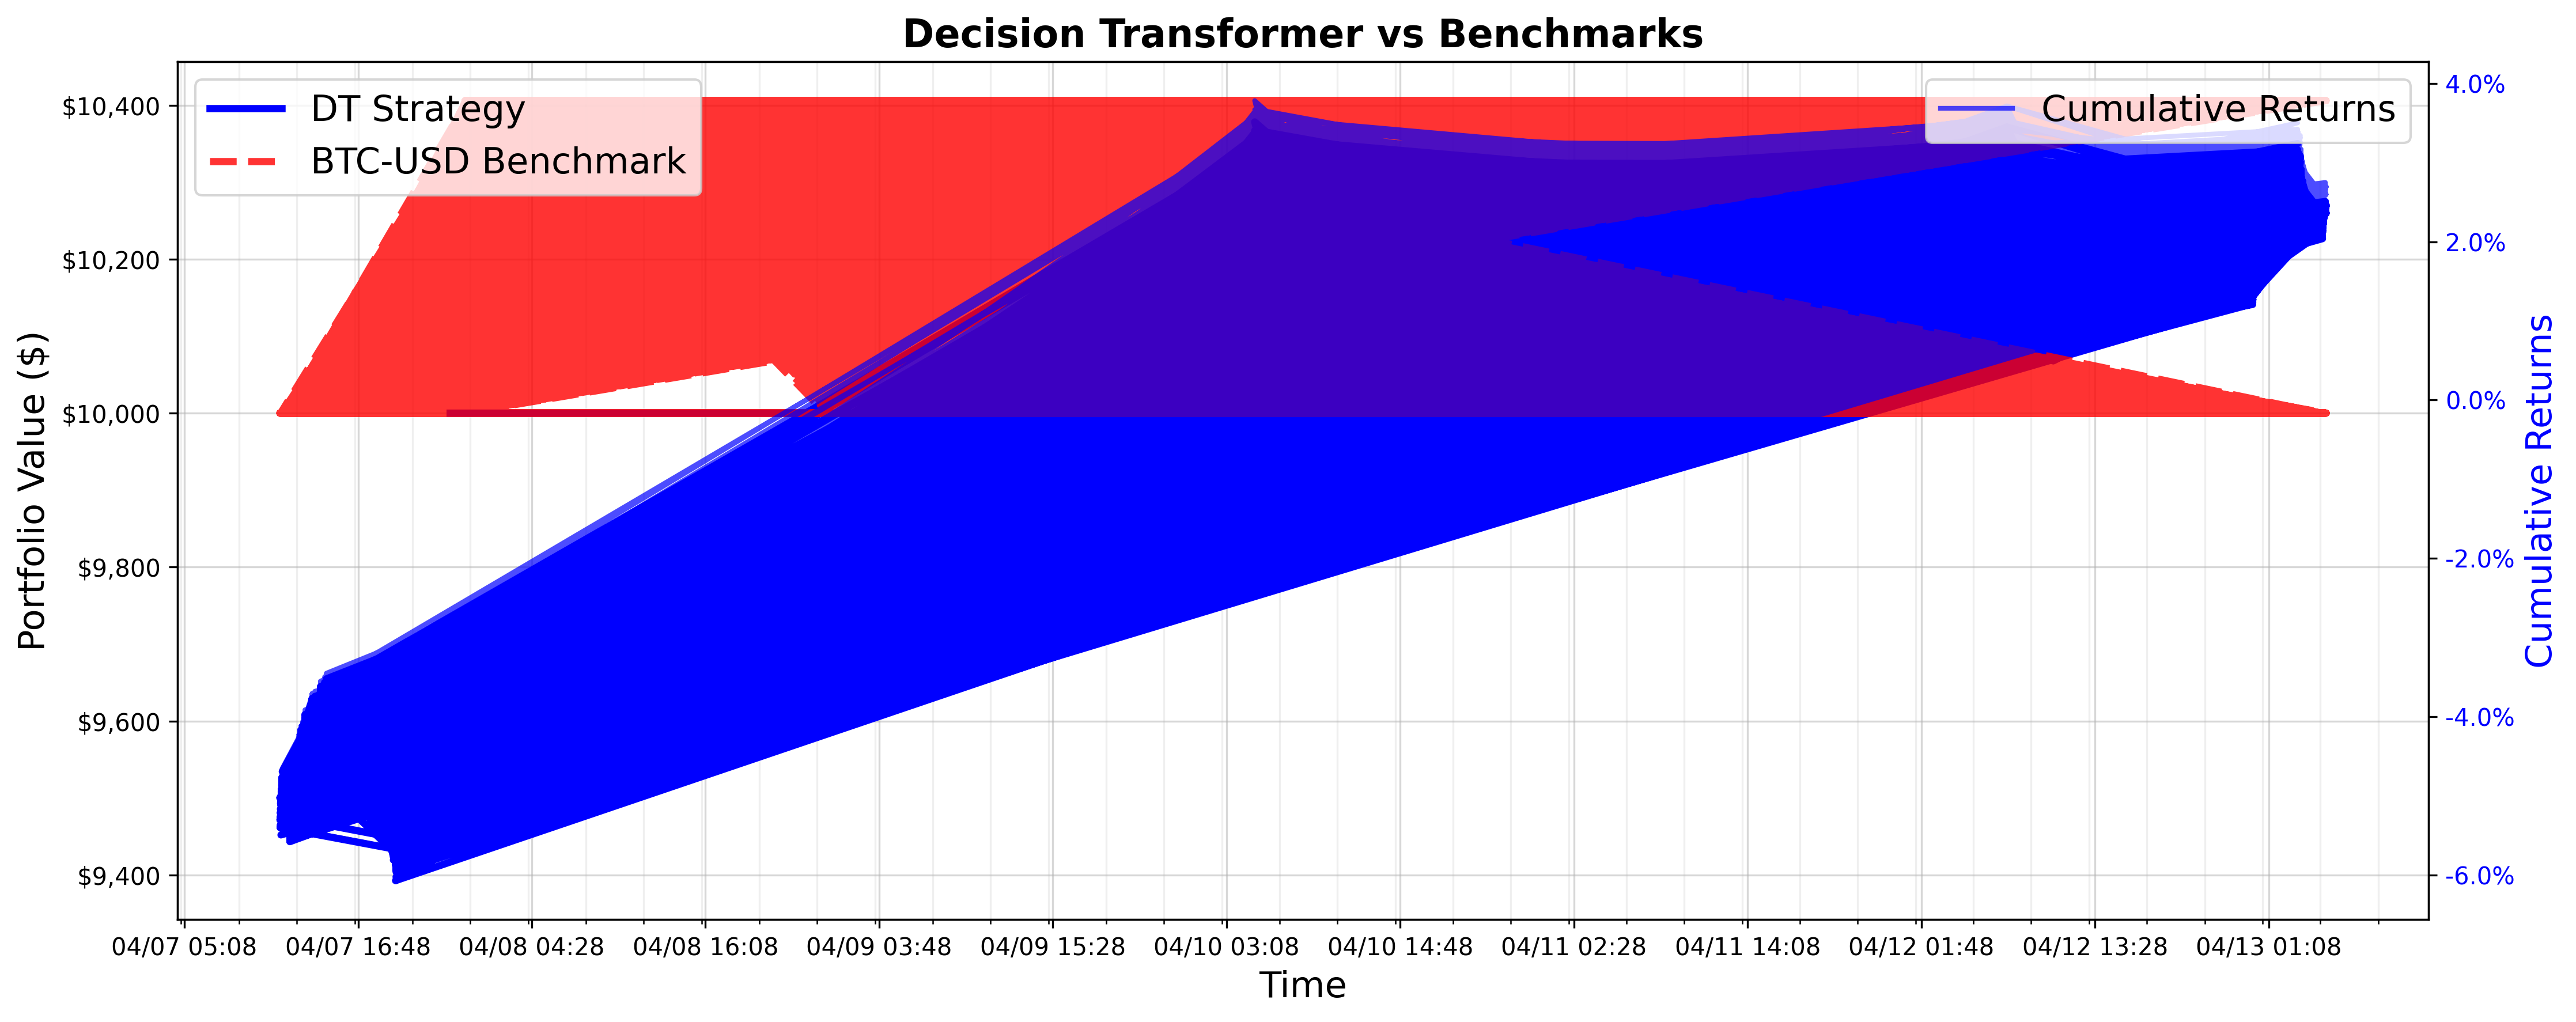 Decision Transformer vs Benchmarks
DT Strategy
BTC-USD Benchmark
Cumulative Returns
Portfolio Value ($)
$10,400
$10,200
$10,000
$9,800
$9,600
$9,400
4.0%
2.0%
0.0%
-2.0%
-4.0%
-6.0%
Cumulative Returns
04/07 05:08 04/07 16:48 04/08 04:28 04/08 16:08 04/09 03:48 04/09 15:28 04/10 03:08 04/10 14:48 04/11 02:28 04/11 14:08 04/12 01:48 04/12 13:28 04/13 01:08
Time